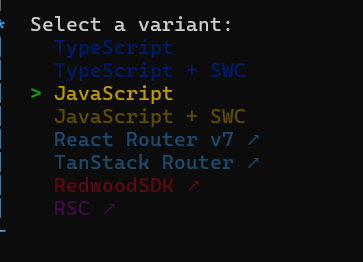 Select a variant:
TypeScript
TypeScript + SWC
> JavaScript
JavaScript + SWC
React Router v7 ↗
TanStack Router ↗
RedwoodSDK ↗
RSC ↗